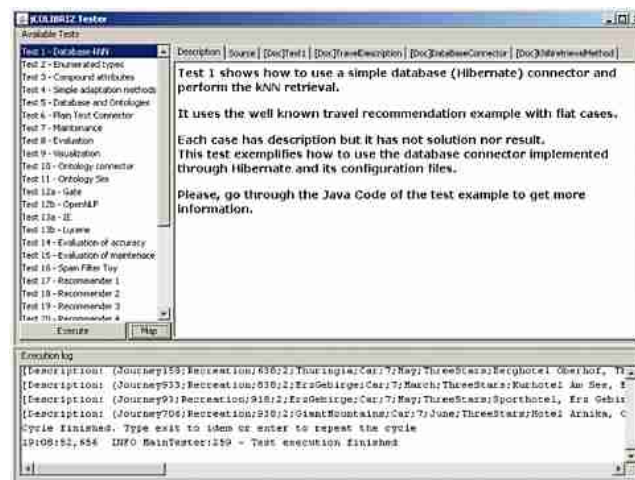 jCOLIBRI2 Tester
Available Tests
Test 1 - Database-kNN
Test 2 - Enumerated types
Test 3 - Compound attributes
Test 4 - Simple adaptation methods
Test 5 - Database and Ontologies
Test 6 - Plain Text Connector
Test 7 - Maintenance
Test 8 - Evaluation
Test 9 - Visualization
Test 10 - Ontology connector
Test 11 - Ontology Sim
Test 12a - Gate
Test 12b - OpenNLP
Test 13a - IE
Test 13b - Lucene
Test 14 - Evaluation of accuracy
Test 15 - Evaluation of maintenace
Test 16 - Spam Filter Toy
Test 17 - Recommender 1
Test 18 - Recommender 2
Test 19 - Recommender 3
Test 20 - Recommender 4
Execute Map
Description Source [Doc]Test1 [Doc]TravelDescription [Doc]DataBaseConnector [Doc]KNNretrieveMethod
Test 1 shows how to use a simple database (Hibernate) connector and
perform the kNN retrieval.
It uses the well known travel recommendation example with flat cases.
Each case has description but it has not solution nor result.
This test exemplifies how to use the database connector implemented
through Hibernate and its configuration files.
Please, go through the Java Code of the test example to get more
information.
Execution log
[Description: (Journey159;Recreation;638;2;Thuringia;Car;7;May;ThreeStars;Berghotel Oberhof, Th
[Description: (Journey933;Recreation;838;2;ErzGebirge;Car;7;March;ThreeStars;Kurhotel Am See, E
[Description: (Journey93;Recreation;918;2;ErzGebirge;Car;7;May;ThreeStars;Sporthotel, Erz Gebir
[Description: (Journey706;Recreation;938;2;GiantMountains;Car;7;June;ThreeStars;Hotel Arnika, C
Cycle finished. Type exit to idem or enter to repeat the cycle
19:08:52,656 INFO MainTester:259 - Test execution finished